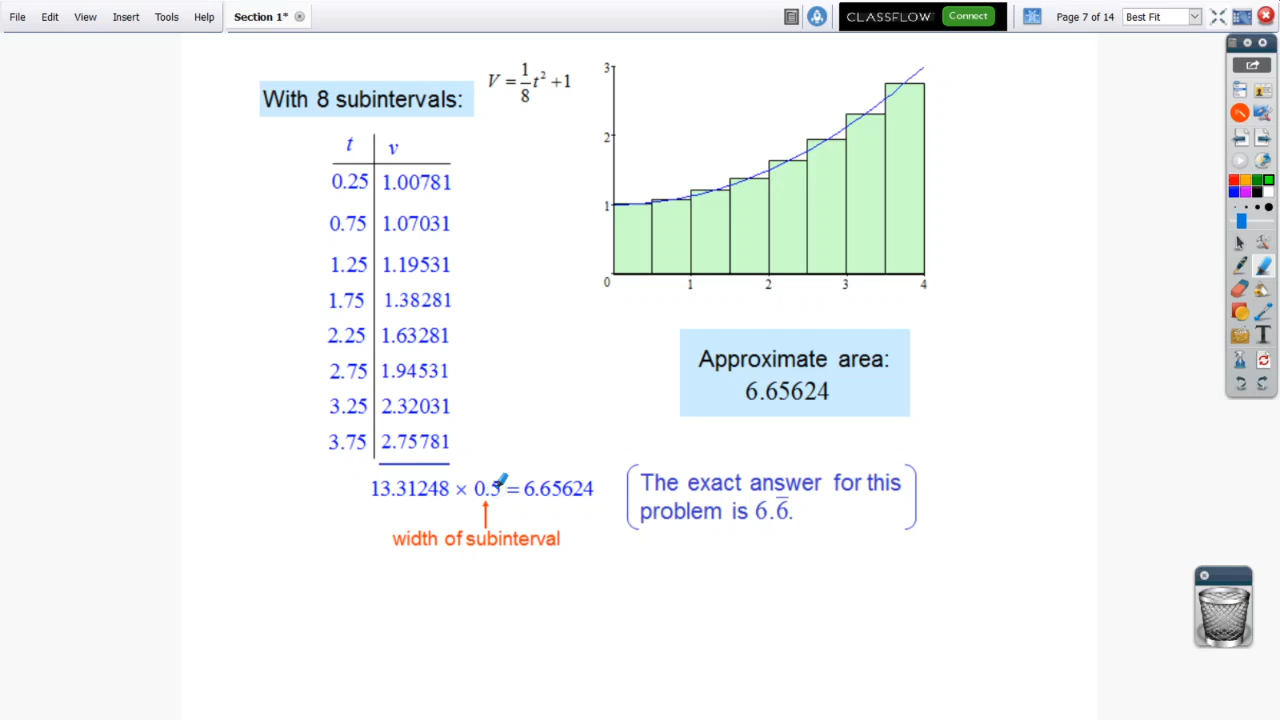 File Edit View Insert Tools Help Section 1* CLASSFLOW Connect Page 7 of 14 Best Fit
With 8 subintervals:
V = 1/8 t² + 1
t v
0.25 1.00781
0.75 1.07031
1.25 1.19531
1.75 1.38281
2.25 1.63281
2.75 1.94531
3.25 2.32031
3.75 2.75781
13.31248 × 0.5 = 6.65624
width of subinterval
3
2
1
0 1 2 3 4
Approximate area:
6.65624
The exact answer for this
problem is 6.6̅.
T